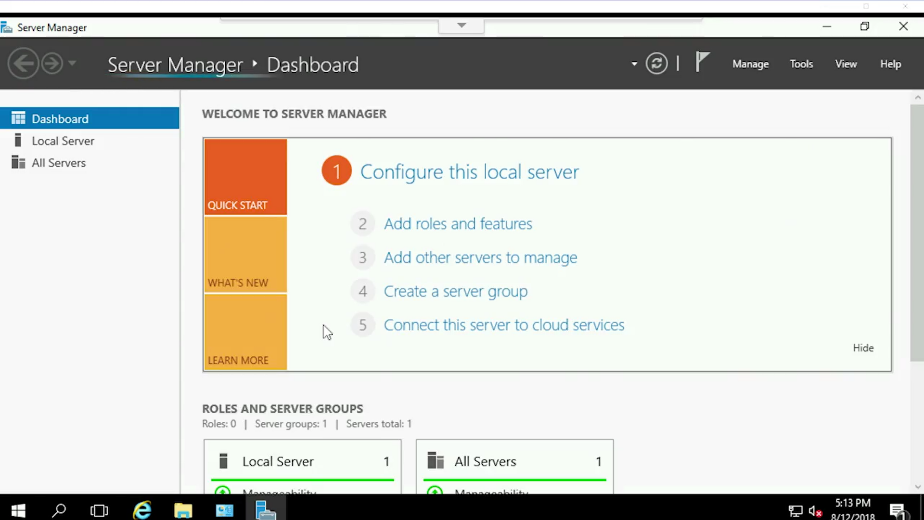 Server Manager
Server Manager ‣ Dashboard
Manage Tools View Help
Dashboard
Local Server
All Servers
WELCOME TO SERVER MANAGER
QUICK START
WHAT'S NEW
LEARN MORE
1 Configure this local server
2 Add roles and features
3 Add other servers to manage
4 Create a server group
5 Connect this server to cloud services
Hide
ROLES AND SERVER GROUPS
Roles: 0 | Server groups: 1 | Servers total: 1
Local Server 1
Manageability
All Servers 1
Manageability
5:13 PM
8/12/2018
1